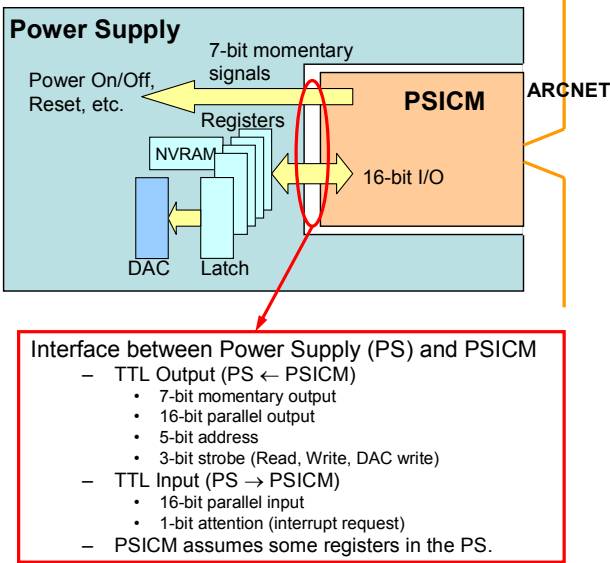 Power Supply
7-bit momentary
signals
Power On/Off,
Reset, etc.
PSICM
ARCNET
Registers
NVRAM
16-bit I/O
DAC
Latch
Interface between Power Supply (PS) and PSICM
– TTL Output (PS ← PSICM)
• 7-bit momentary output
• 16-bit parallel output
• 5-bit address
• 3-bit strobe (Read, Write, DAC write)
– TTL Input (PS → PSICM)
• 16-bit parallel input
• 1-bit attention (interrupt request)
– PSICM assumes some registers in the PS.